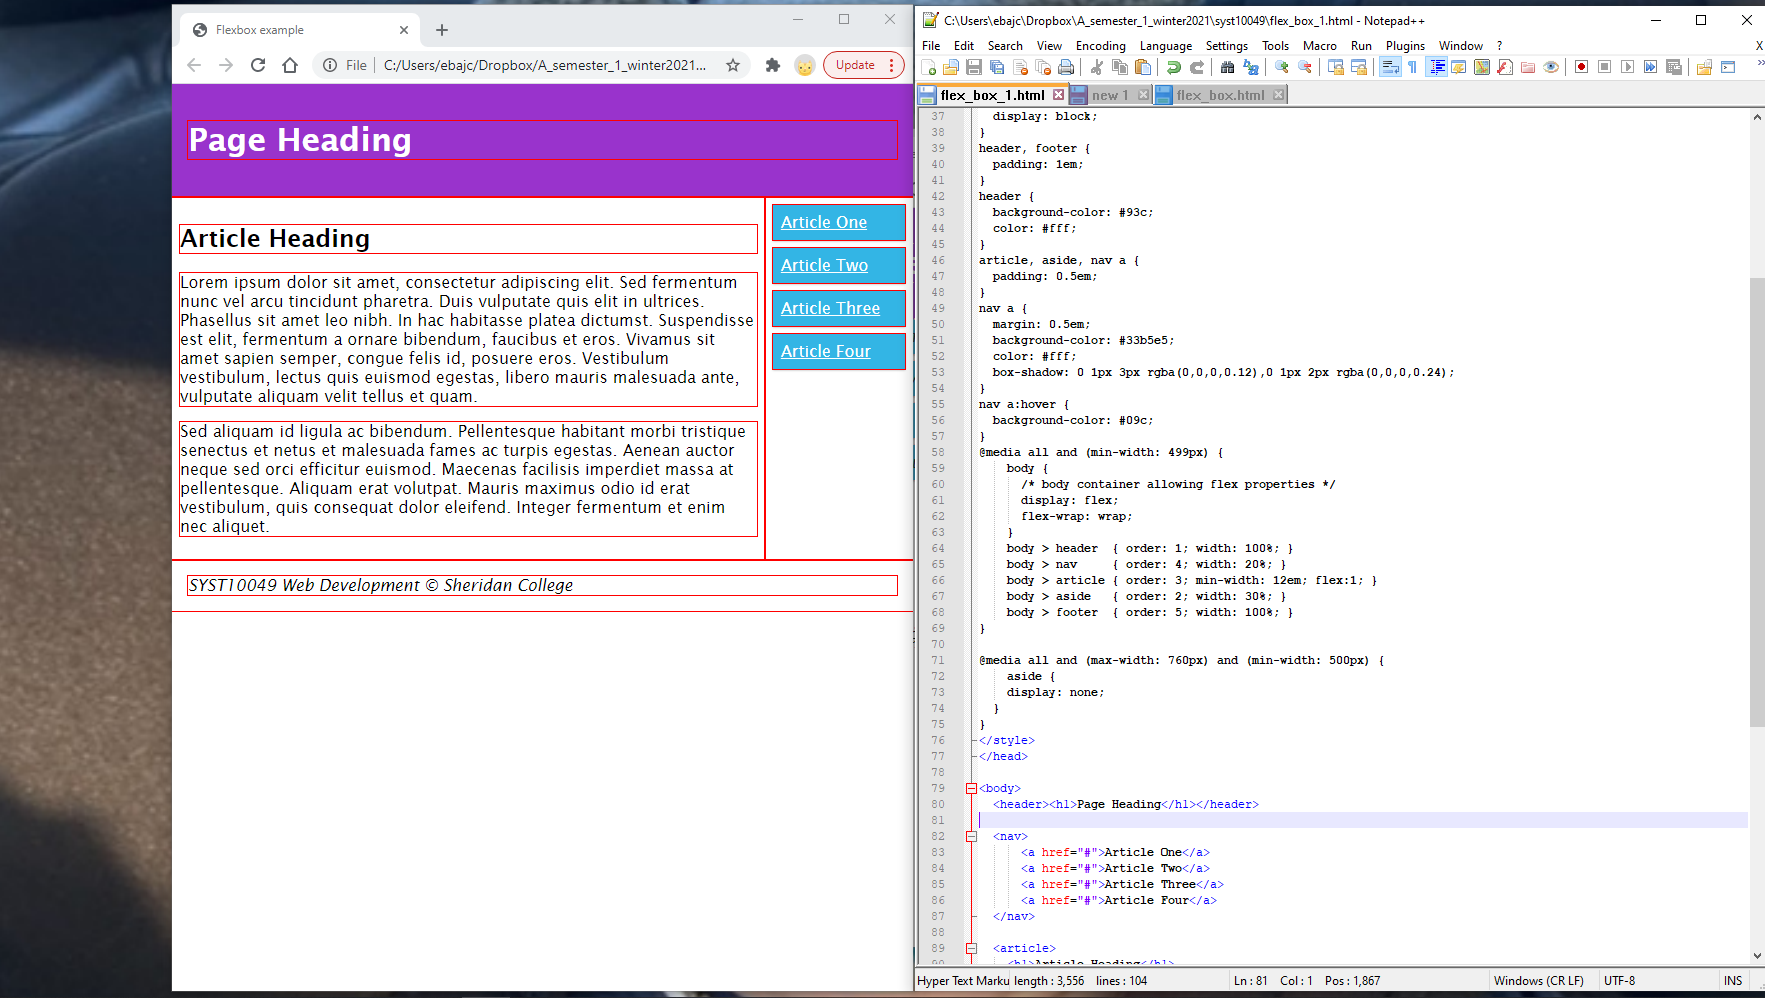 Flexbox example
File
C:/Users/ebajc/Dropbox/A_semester_1_winter2021...
Update
Page Heading
Article Heading
Lorem ipsum dolor sit amet, consectetur adipiscing elit. Sed fermentum
nunc vel arcu tincidunt pharetra. Duis vulputate quis elit in ultrices.
Phasellus sit amet leo nibh. In hac habitasse platea dictumst. Suspendisse
est elit, fermentum a ornare bibendum, faucibus et eros. Vivamus sit
amet sapien semper, congue felis id, posuere eros. Vestibulum
vestibulum, lectus quis euismod egestas, libero mauris malesuada ante,
vulputate aliquam velit tellus et quam.
Sed aliquam id ligula ac bibendum. Pellentesque habitant morbi tristique
senectus et netus et malesuada fames ac turpis egestas. Aenean auctor
neque sed orci efficitur euismod. Maecenas facilisis imperdiet massa at
pellentesque. Aliquam erat volutpat. Mauris maximus odio id erat
vestibulum, quis consequat dolor eleifend. Integer fermentum et enim
nec aliquet.
Article One
Article Two
Article Three
Article Four
SYST10049 Web Development © Sheridan College
C:\Users\ebajc\Dropbox\A_semester_1_winter2021\syst10049\flex_box_1.html - Notepad++
File Edit Search View Encoding Language Settings Tools Macro Run Plugins Window ? X
flex_box_1.html new 1 flex_box.html
37 display: block;
38 }
39 header, footer {
40 padding: 1em;
41 }
42 header {
43 background-color: #93c;
44 color: #fff;
45 }
46 article, aside, nav a {
47 padding: 0.5em;
48 }
49 nav a {
50 margin: 0.5em;
51 background-color: #33b5e5;
52 color: #fff;
53 box-shadow: 0 1px 3px rgba(0,0,0,0.12),0 1px 2px rgba(0,0,0,0.24);
54 }
55 nav a:hover {
56 background-color: #09c;
57 }
58 @media all and (min-width: 499px) {
59 body {
60 /* body container allowing flex properties */
61 display: flex;
62 flex-wrap: wrap;
63 }
64 body > header { order: 1; width: 100%; }
65 body > nav { order: 4; width: 20%; }
66 body > article { order: 3; min-width: 12em; flex:1; }
67 body > aside { order: 2; width: 30%; }
68 body > footer { order: 5; width: 100%; }
69 }
70
71 @media all and (max-width: 760px) and (min-width: 500px) {
72 aside {
73 display: none;
74 }
75 }
76 </style>
77 </head>
78
79 <body>
80 <header><h1>Page Heading</h1></header>
81
82 <nav>
83 <a href="#">Article One</a>
84 <a href="#">Article Two</a>
85 <a href="#">Article Three</a>
86 <a href="#">Article Four</a>
87 </nav>
88
89 <article>
90 <h1>Article Heading</h1>
Hyper Text Marku length : 3,556 lines : 104 Ln : 81 Col : 1 Pos : 1,867 Windows (CR LF) UTF-8 INS